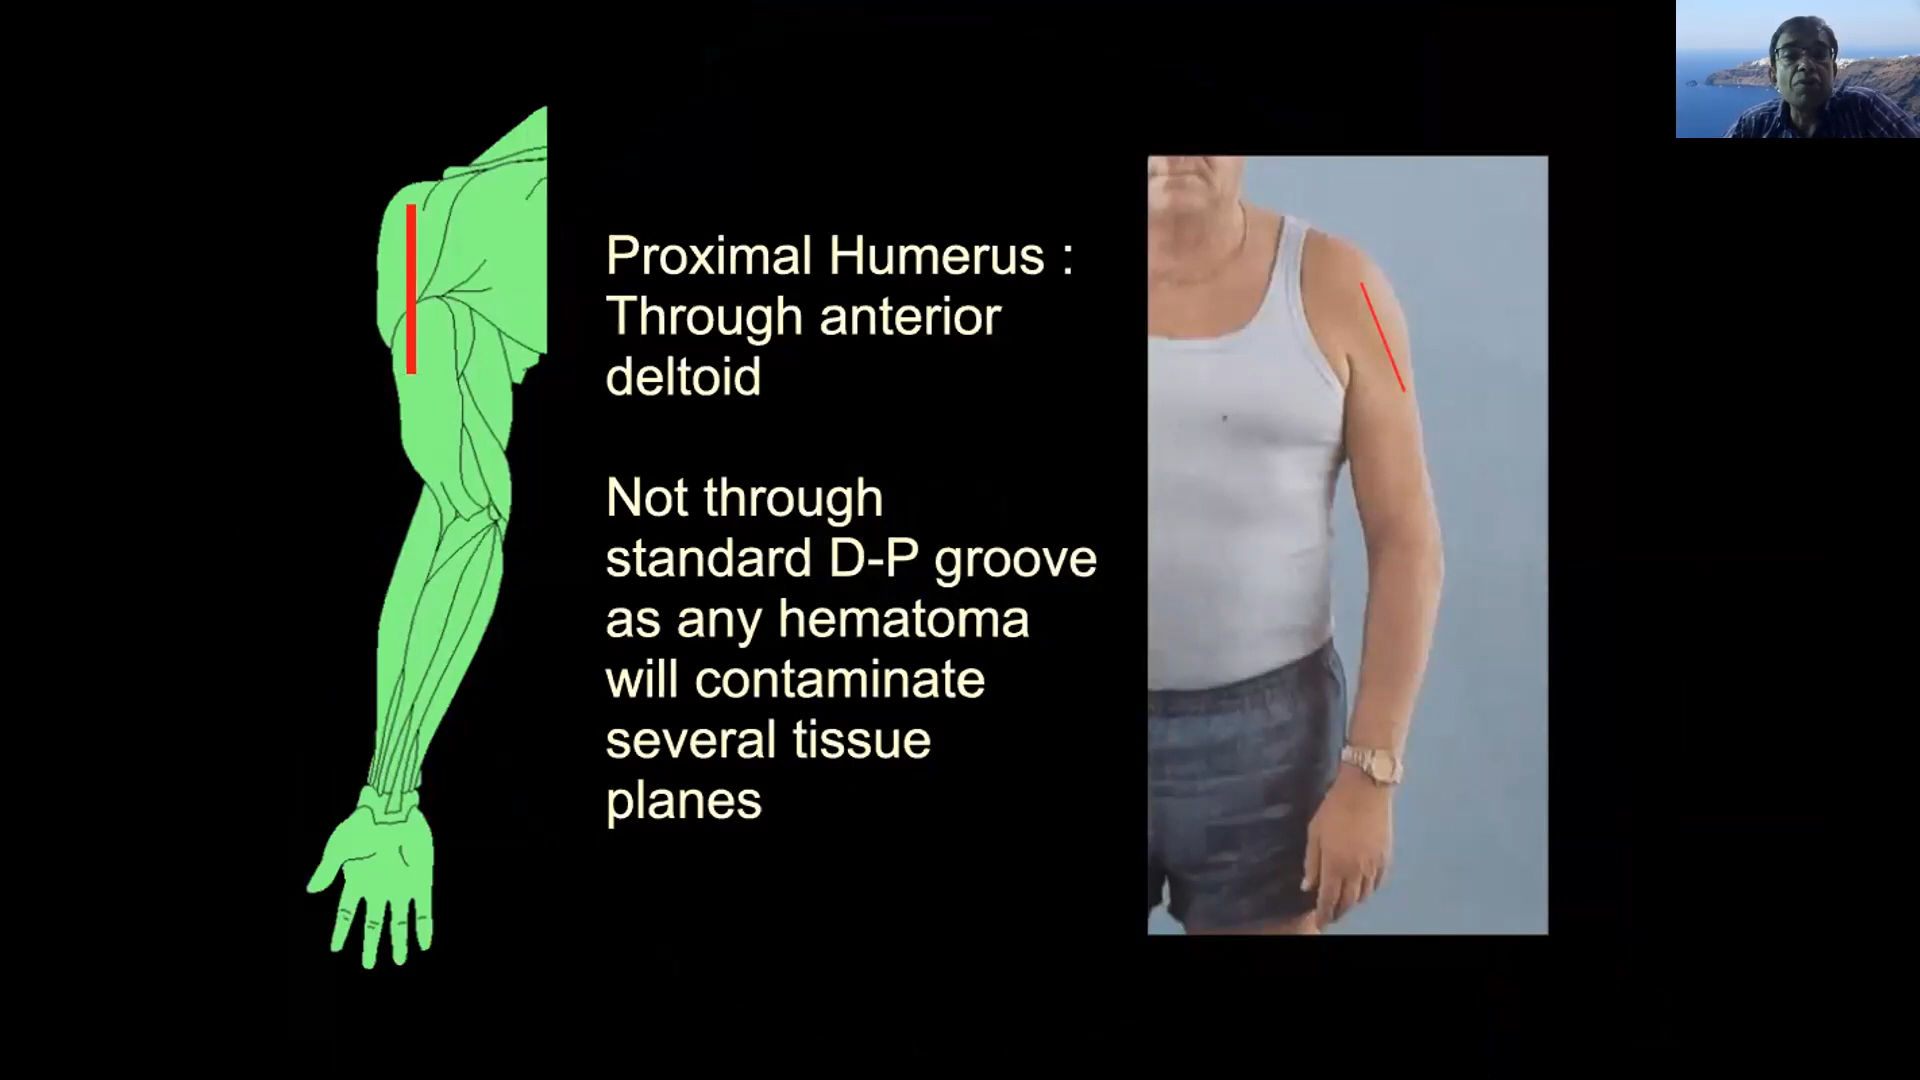 Proximal Humerus :
Through anterior
deltoid
Not through
standard D-P groove
as any hematoma
will contaminate
several tissue
planes